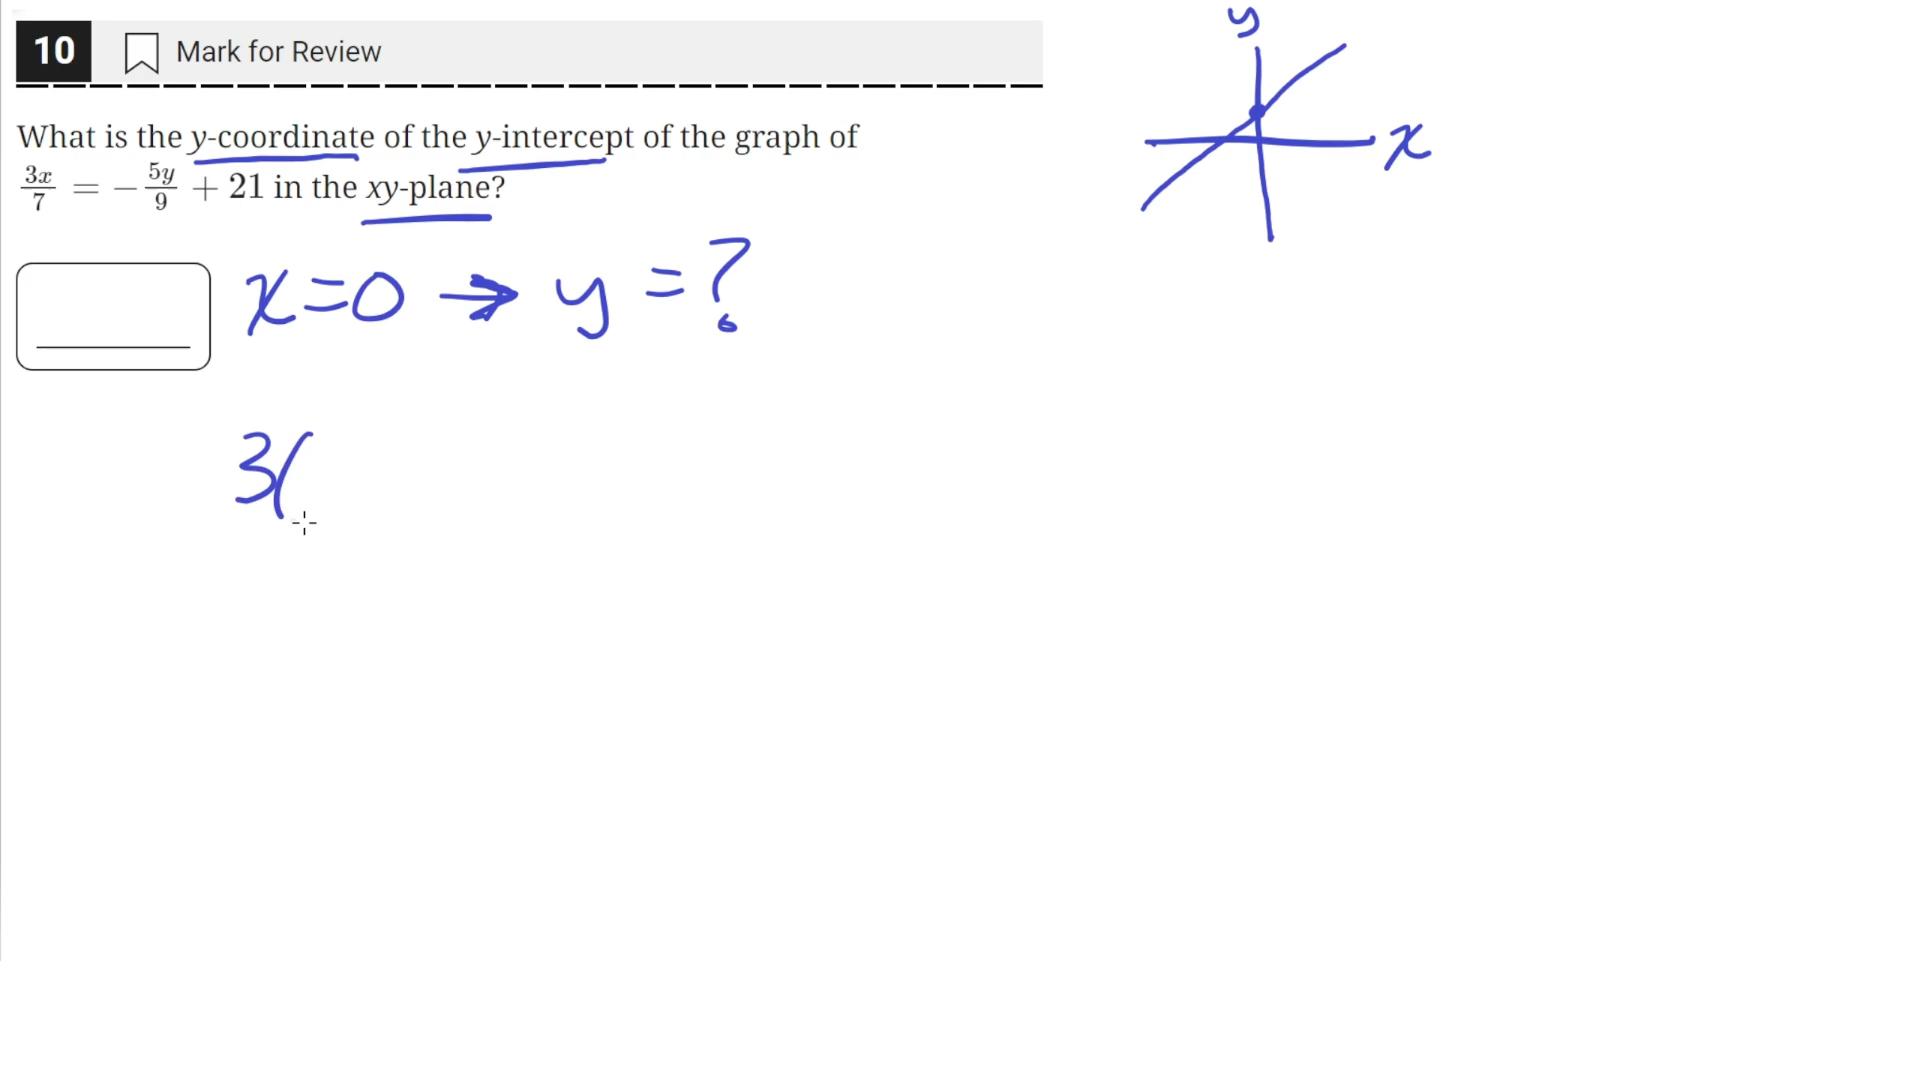 10 Mark for Review
What is the y-coordinate of the y-intercept of the graph of
3x/7 = −5y/9 + 21 in the xy-plane?
x=0 → y = ?
3(
y
x